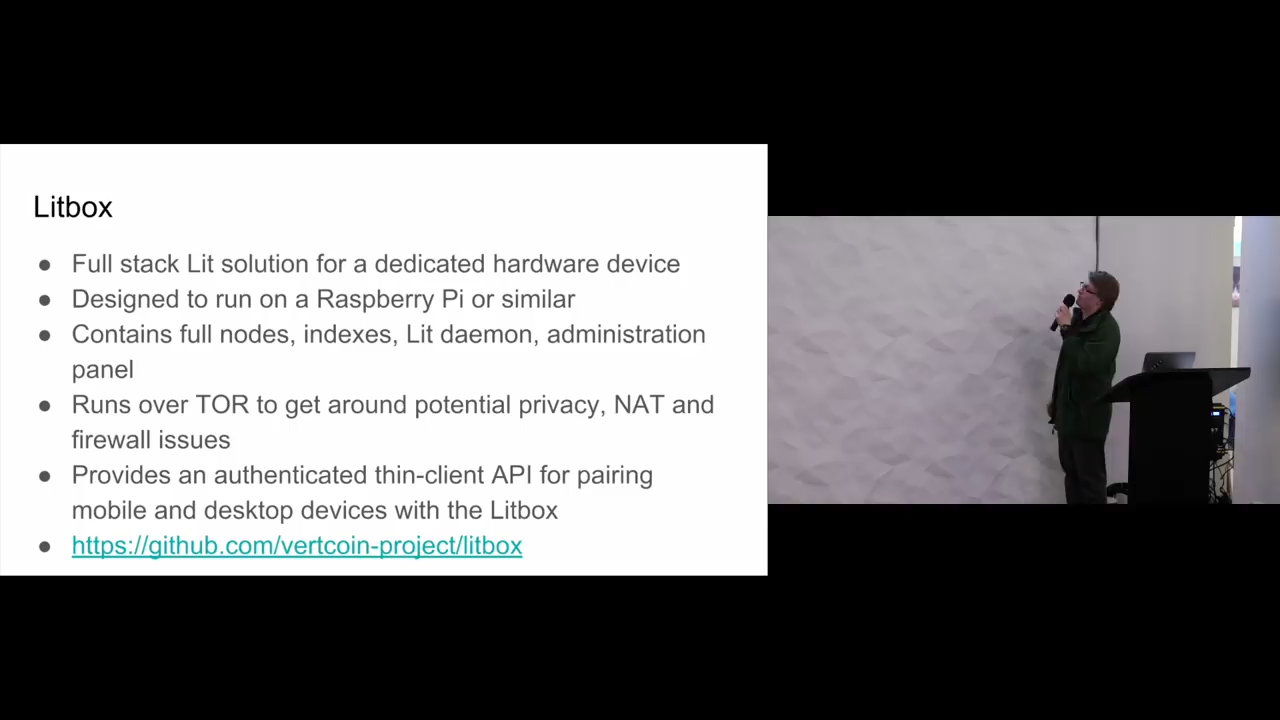 Litbox
● Full stack Lit solution for a dedicated hardware device
● Designed to run on a Raspberry Pi or similar
● Contains full nodes, indexes, Lit daemon, administration
panel
● Runs over TOR to get around potential privacy, NAT and
firewall issues
● Provides an authenticated thin-client API for pairing
mobile and desktop devices with the Litbox
● https://github.com/vertcoin-project/litbox